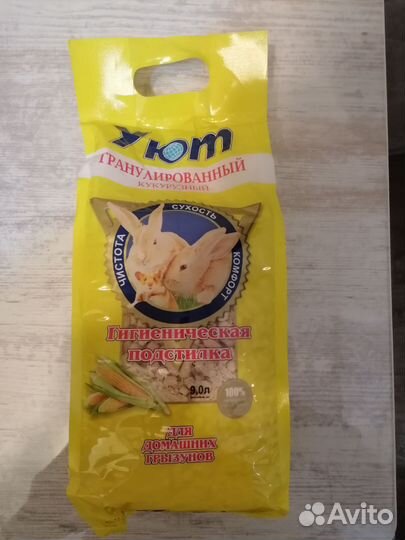 Уют
ГРАНУЛИРОВАННЫЙ
КУКУРУЗНЫЙ
ЧИСТОТА
СУХОСТЬ
КОМФОРТ
Гигиеническая
подстилка
9,0л
100%
ДЛЯ
ДОМАШНИХ
ГРЫЗУНОВ
Avito